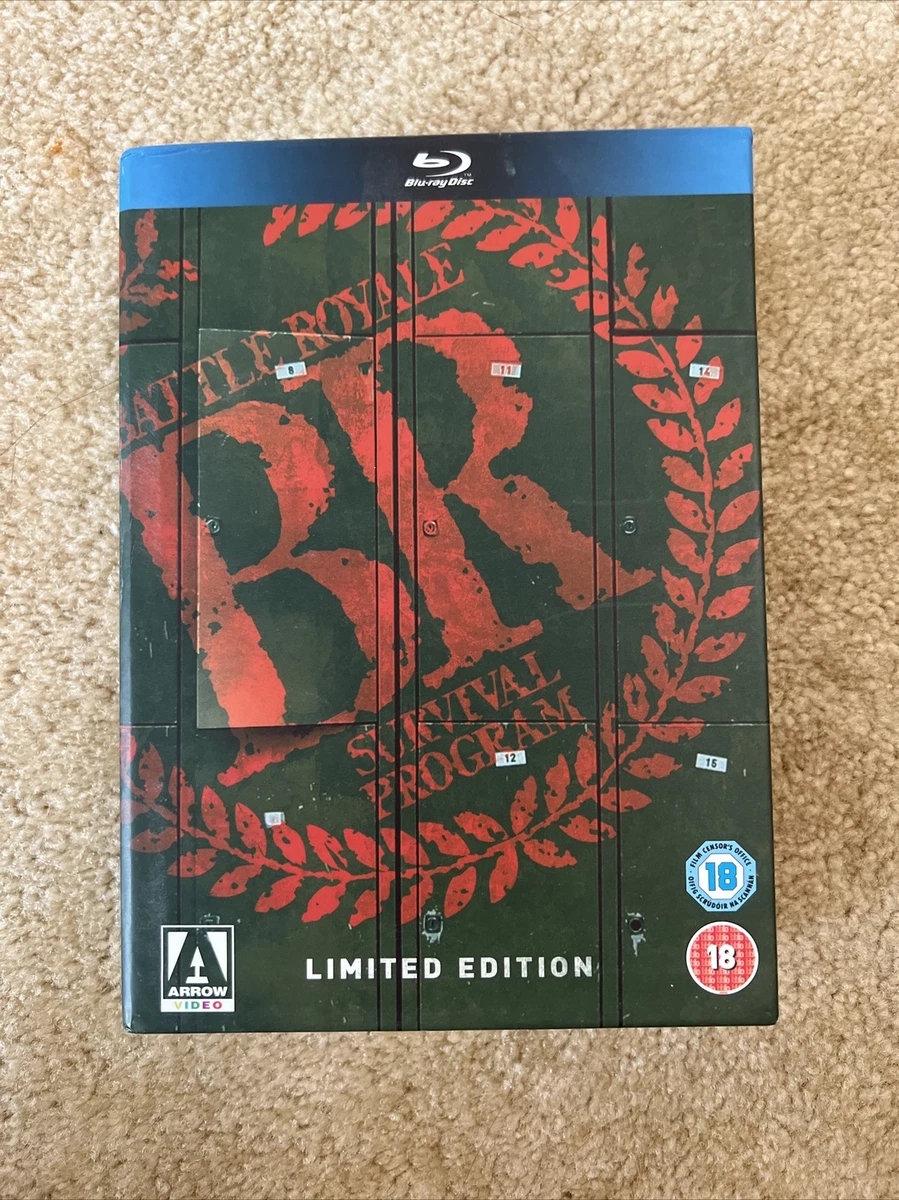 Blu-ray Disc™
BATTLE ROYALE
BR
SURVIVAL
PROGRAM
8
11
14
12
15
FILM CENSOR'S OFFICE
18
OIFIG SCRÚDÓIR NA SCANNÁN
18
ARROW
VIDEO
LIMITED EDITION